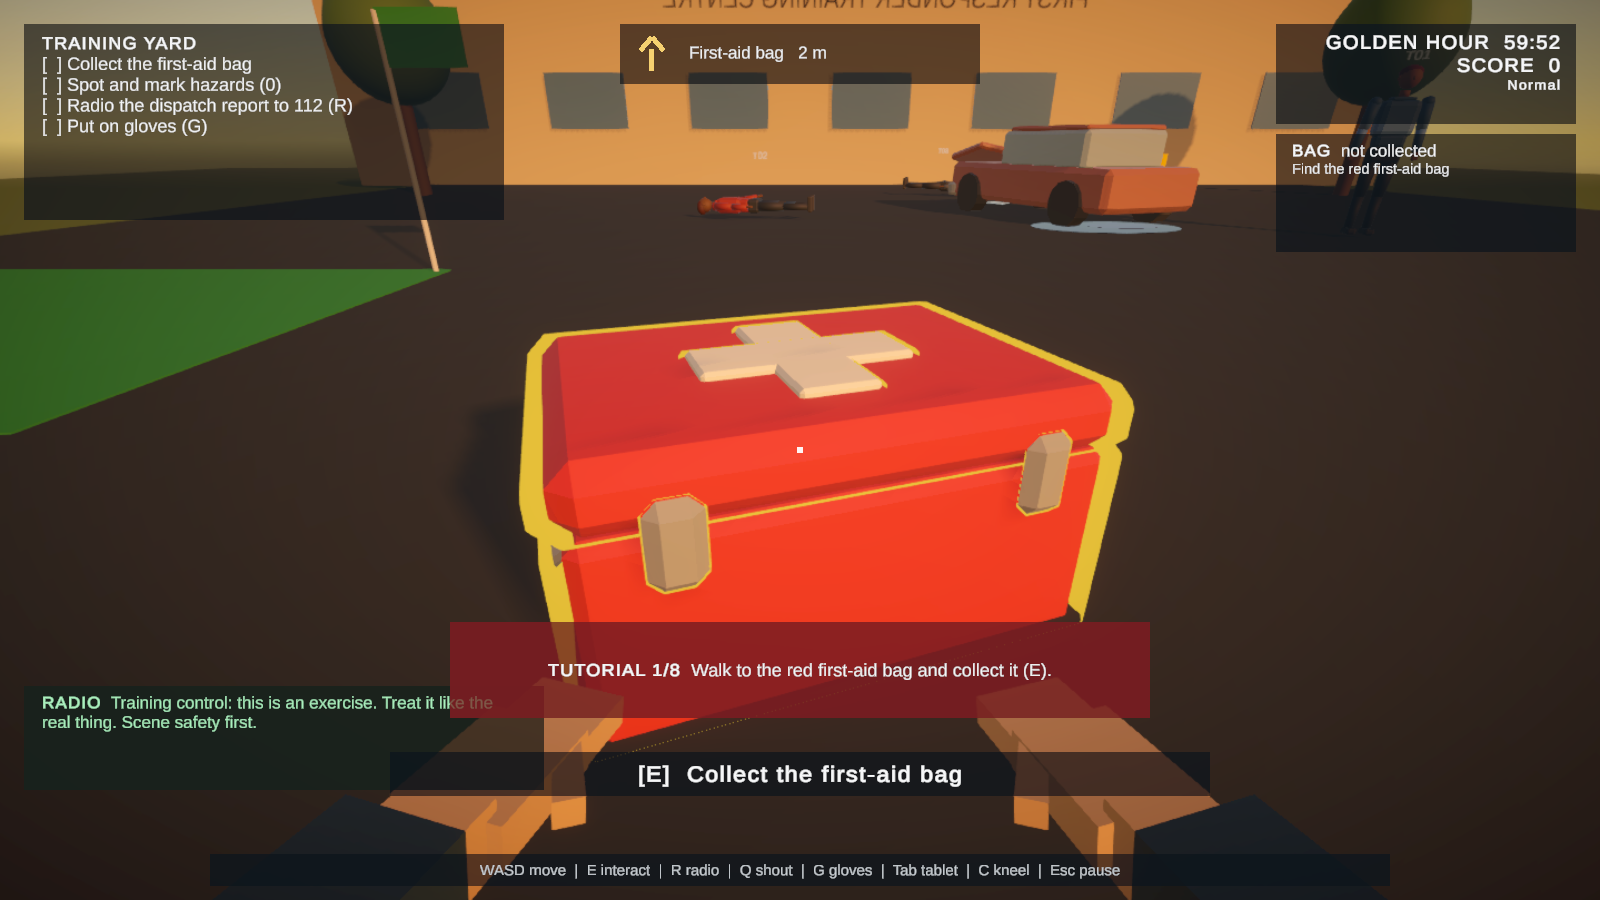 FIRST RESPONDER TRAINING CENTRE
TRAINING YARD
[ ] Collect the first-aid bag
[ ] Spot and mark hazards (0)
[ ] Radio the dispatch report to 112 (R)
[ ] Put on gloves (G)
First-aid bag 2 m
GOLDEN HOUR 59:52
SCORE 0
Normal
BAG not collected
Find the red first-aid bag
TUTORIAL 1/8 Walk to the red first-aid bag and collect it (E).
RADIO Training control: this is an exercise. Treat it like the
real thing. Scene safety first.
[E] Collect the first-aid bag
WASD move | E interact | R radio | Q shout | G gloves | Tab tablet | C kneel | Esc pause